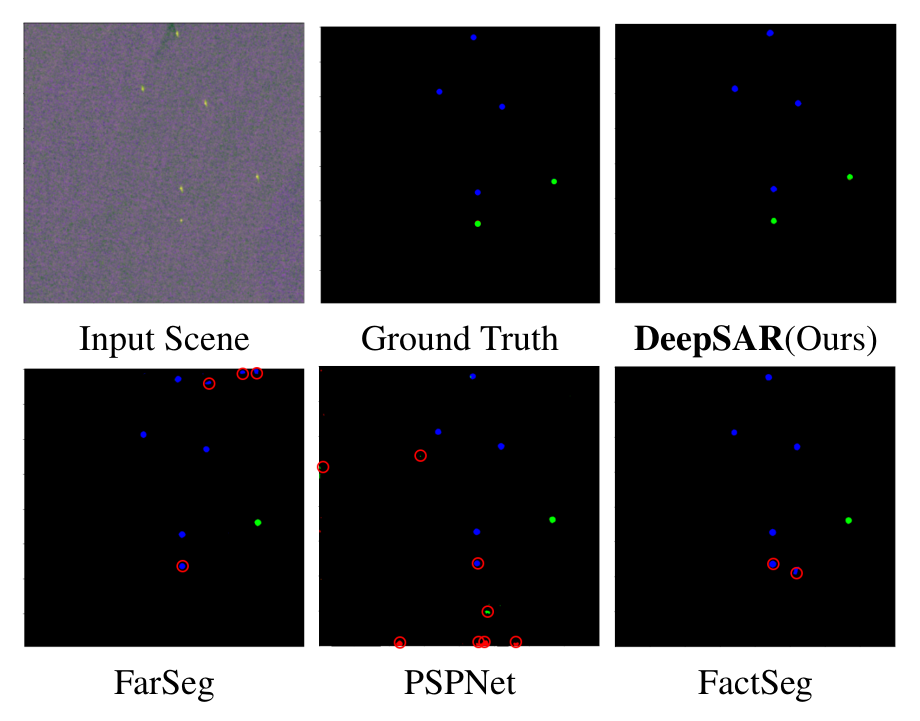 Input Scene
Ground Truth
DeepSAR(Ours)
FarSeg
PSPNet
FactSeg